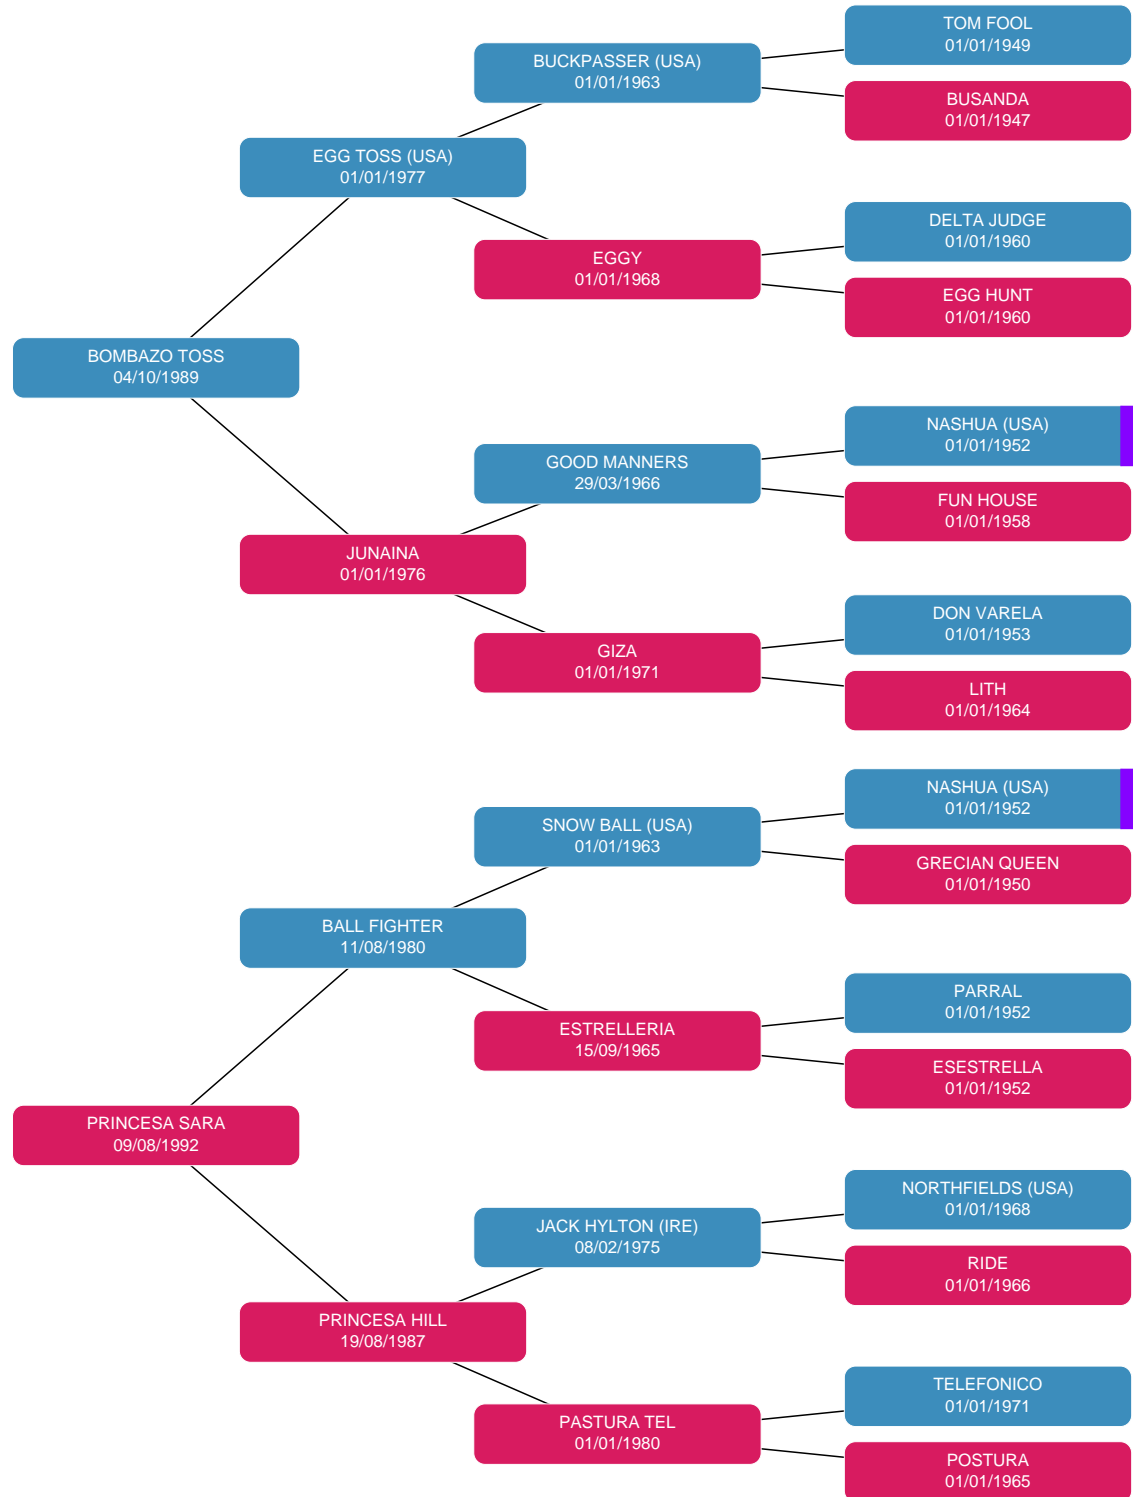 TOM FOOL
01/01/1949
BUCKPASSER (USA)
01/01/1963
BUSANDA
01/01/1947
EGG TOSS (USA)
01/01/1977
DELTA JUDGE
01/01/1960
EGGY
01/01/1968
EGG HUNT
01/01/1960
BOMBAZO TOSS
04/10/1989
NASHUA (USA)
01/01/1952
GOOD MANNERS
29/03/1966
FUN HOUSE
01/01/1958
JUNAINA
01/01/1976
DON VARELA
01/01/1953
GIZA
01/01/1971
LITH
01/01/1964
NASHUA (USA)
01/01/1952
SNOW BALL (USA)
01/01/1963
GRECIAN QUEEN
01/01/1950
BALL FIGHTER
11/08/1980
PARRAL
01/01/1952
ESTRELLERIA
15/09/1965
ESESTRELLA
01/01/1952
PRINCESA SARA
09/08/1992
NORTHFIELDS (USA)
01/01/1968
JACK HYLTON (IRE)
08/02/1975
RIDE
01/01/1966
PRINCESA HILL
19/08/1987
TELEFONICO
01/01/1971
PASTURA TEL
01/01/1980
POSTURA
01/01/1965